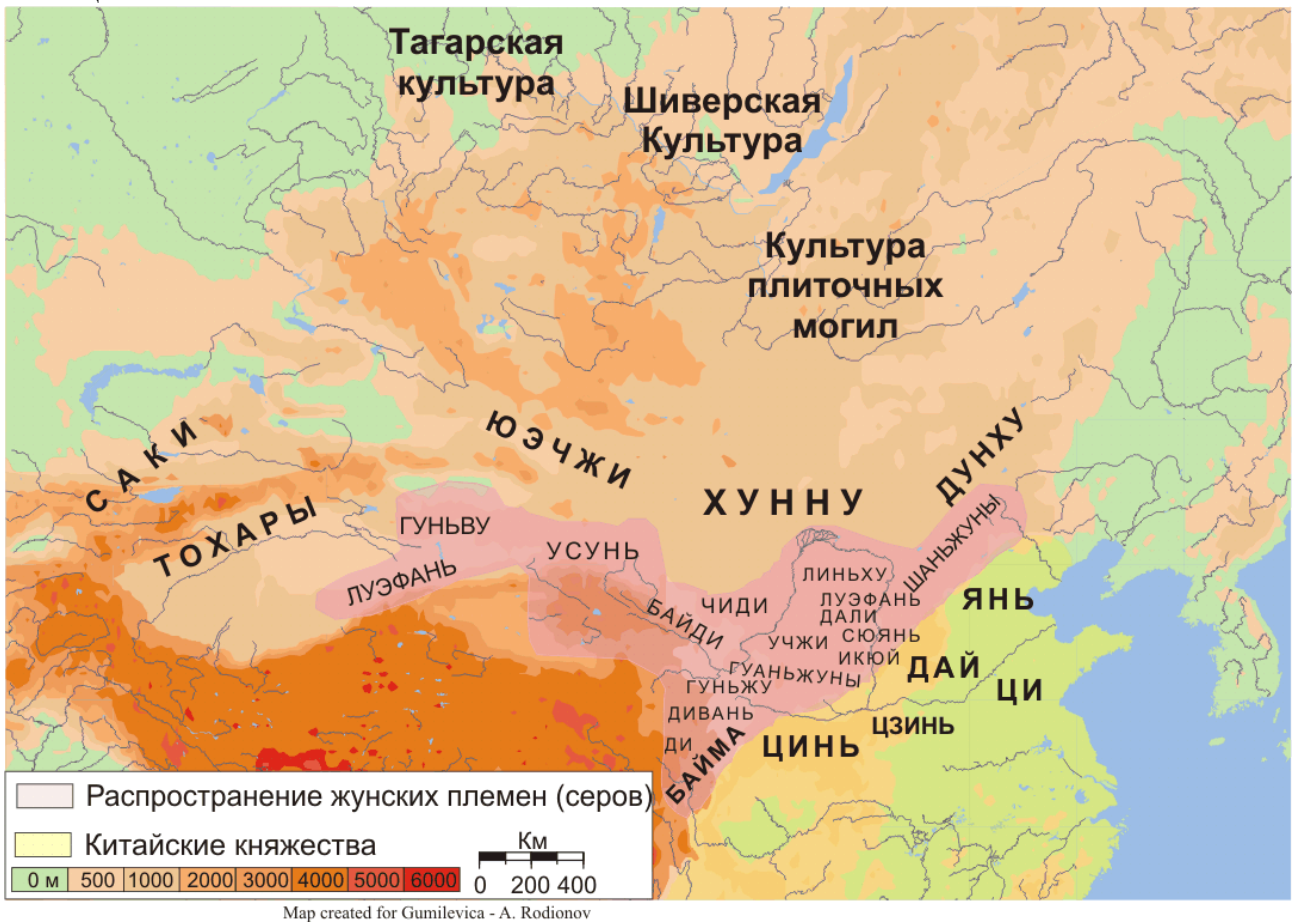 Тагарская
культура
Шиверская
Культура
Культура
плиточных
могил
САКИ
ТОХАРЫ
ЮЭЧЖИ
ХУННУ
ДУНХУ
ГУНЬВУ
ЛУЭФАНЬ
УСУНЬ
ШАНЬЖУНЫ
ЛИНЬХУ
ЧИДИ
БАЙДИ
ЛУЭФАНЬ
ДАЛИ
СЮЯНЬ
УЧЖИ
ИКЮЙ
ГУАНЬЖУНЫ
ГУНЬЖУ
ДИВАНЬ
ДИ
БАЙМА
ЯНЬ
ДАЙ
ЦИ
ЦЗИНЬ
ЦИНЬ
Распространение жунских племен (серов)
Китайские княжества
0 м 500 1000 2000 3000 4000 5000 6000
Км
0 200 400
Map created for Gumilevica - A. Rodionov